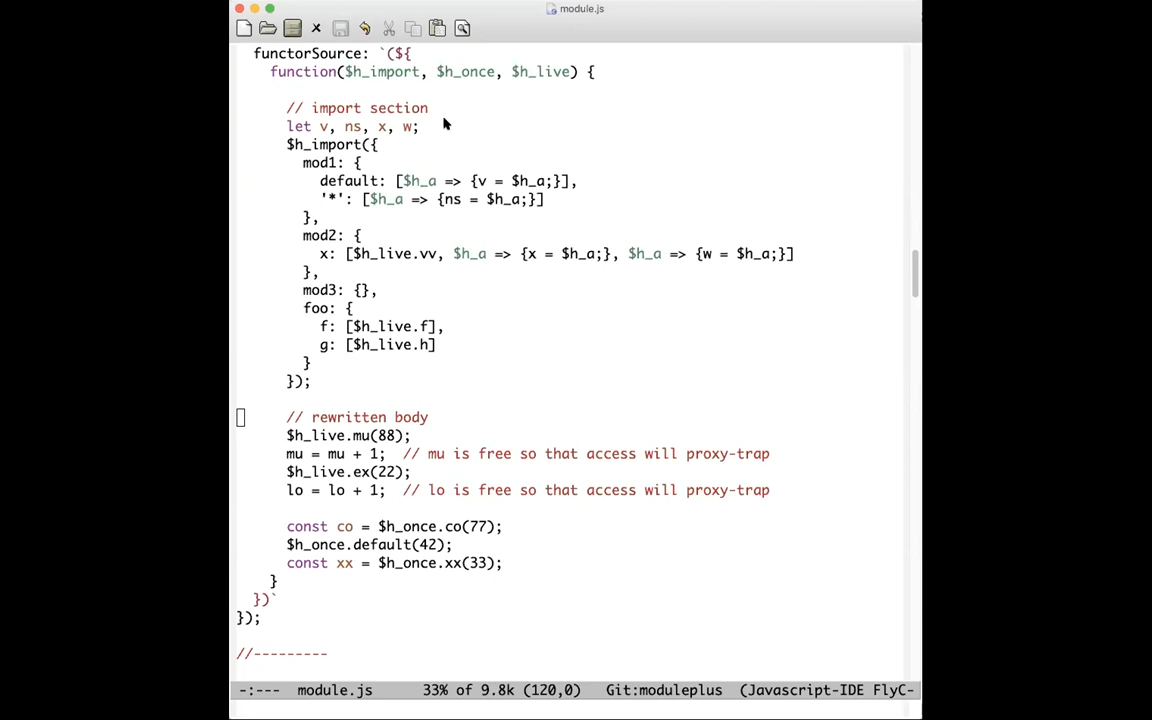 module.js
functorSource: `(${
function($h_import, $h_once, $h_live) {
// import section
let v, ns, x, w;
$h_import({
mod1: {
default: [$h_a => {v = $h_a;}],
'*': [$h_a => {ns = $h_a;}]
},
mod2: {
x: [$h_live.vv, $h_a => {x = $h_a;}, $h_a => {w = $h_a;}]
},
mod3: {},
foo: {
f: [$h_live.f],
g: [$h_live.h]
}
});
// rewritten body
$h_live.mu(88);
mu = mu + 1;  // mu is free so that access will proxy-trap
$h_live.ex(22);
lo = lo + 1;  // lo is free so that access will proxy-trap
const co = $h_once.co(77);
$h_once.default(42);
const xx = $h_once.xx(33);
}
})`
});
//---------
-:---  module.js      33% of 9.8k (120,0)   Git:moduleplus  (Javascript-IDE FlyC-